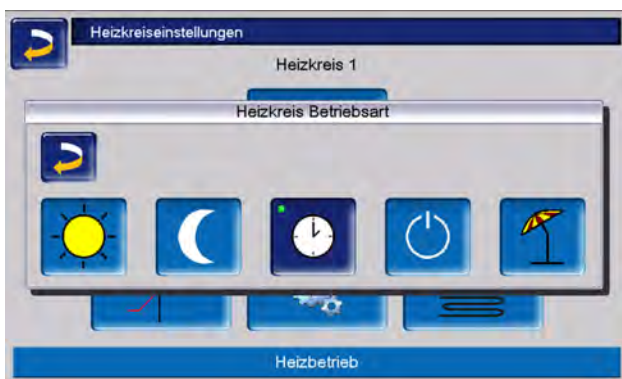 Heizkreiseinstellungen
Heizkreis 1
Heizkreis Betriebsart
Heizbetrieb